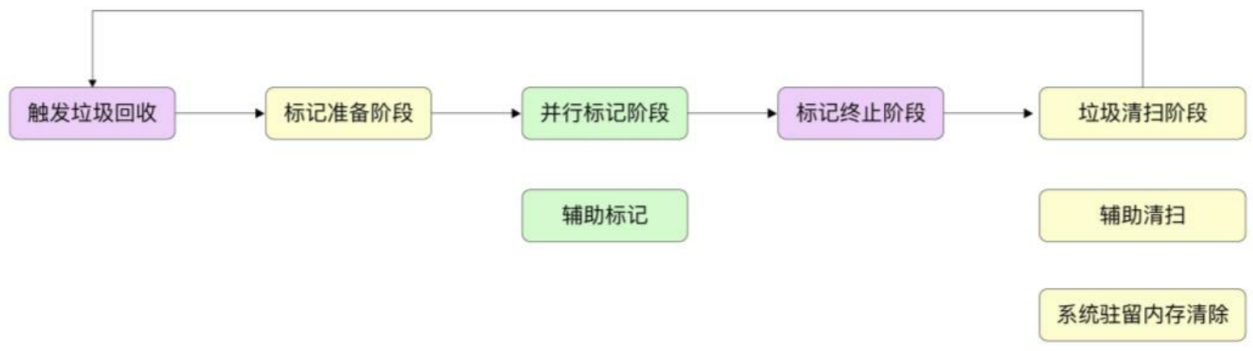 触发垃圾回收
标记准备阶段
并行标记阶段
标记终止阶段
垃圾清扫阶段
辅助标记
辅助清扫
系统驻留内存清除